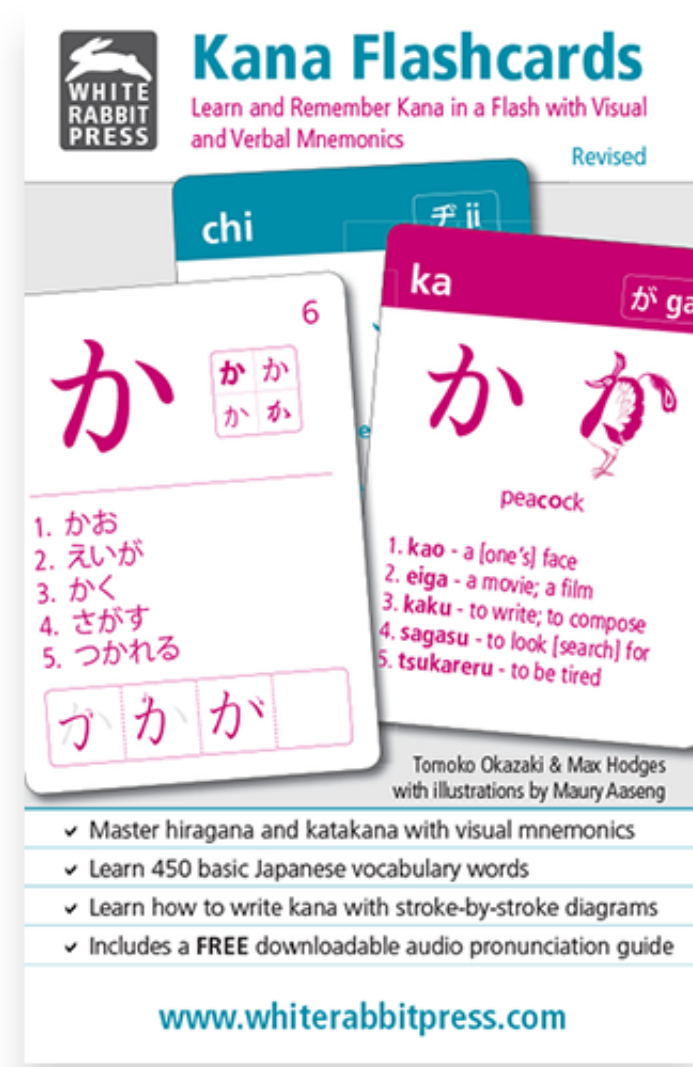 WHITE
RABBIT
PRESS
Kana Flashcards
Learn and Remember Kana in a Flash with Visual
and Verbal Mnemonics
Revised
chi
ヂ ji
ka
が ga
6
か
か か
か か
1. かお
2. えいが
3. かく
4. さがす
5. つかれる
か か
peacock
1. kao - a [one's] face
2. eiga - a movie; a film
3. kaku - to write; to compose
4. sagasu - to look [search] for
5. tsukareru - to be tired
Tomoko Okazaki & Max Hodges
with illustrations by Maury Aaseng
Master hiragana and katakana with visual mnemonics
Learn 450 basic Japanese vocabulary words
Learn how to write kana with stroke-by-stroke diagrams
Includes a FREE downloadable audio pronunciation guide
www.whiterabbitpress.com